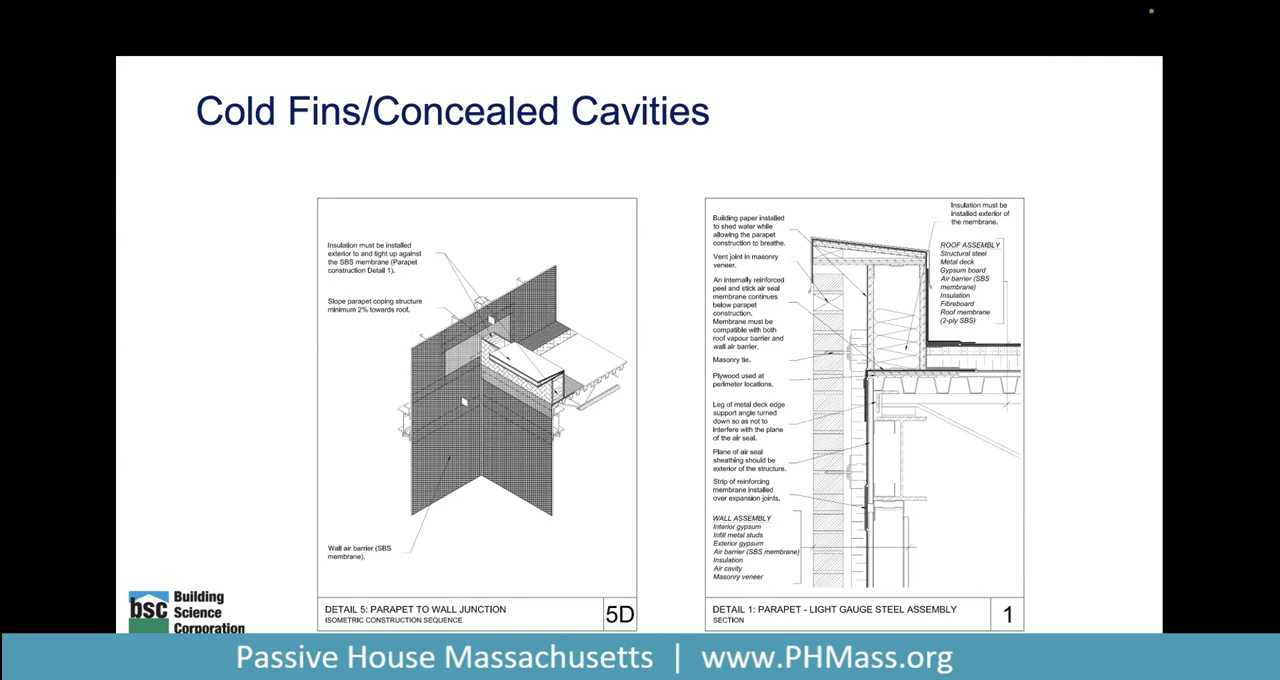 Cold Fins/Concealed Cavities
Insulation must be installed
exterior to and tight up against
the SBS membrane (Parapet
construction Detail 1).
Slope parapet coping structure
minimum 2% towards roof.
Wall air barrier (SBS
membrane).
DETAIL 5: PARAPET TO WALL JUNCTION
ISOMETRIC CONSTRUCTION SEQUENCE
5D
Building paper installed
to shed water while
allowing the parapet
construction to breathe.
Vent joint in masonry
veneer.
An internally reinforced
peel and stick air seal
membrane continues
below parapet
construction.
Membrane must be
compatible with both
roof vapour barrier and
wall air barrier.
Masonry tie.
Plywood used at
perimeter locations.
Leg of metal deck edge
support angle turned
down so as not to
interfere with the plane
of the air seal.
Plane of air seal
sheathing should be
exterior of the structure.
Strip of reinforcing
membrane installed
over expansion joints.
WALL ASSEMBLY
Interior gypsum
Infill metal studs
Exterior gypsum
Air barrier (SBS membrane)
Insulation
Air cavity
Masonry veneer
Insulation must be
installed exterior of
the membrane.
ROOF ASSEMBLY
Structural steel
Metal deck
Gypsum board
Air barrier (SBS
membrane)
Insulation
Fibreboard
Roof membrane
(2-ply SBS)
DETAIL 1: PARAPET - LIGHT GAUGE STEEL ASSEMBLY
SECTION
1
bsc
Building
Science
Corporation
Passive House Massachusetts | www.PHMass.org